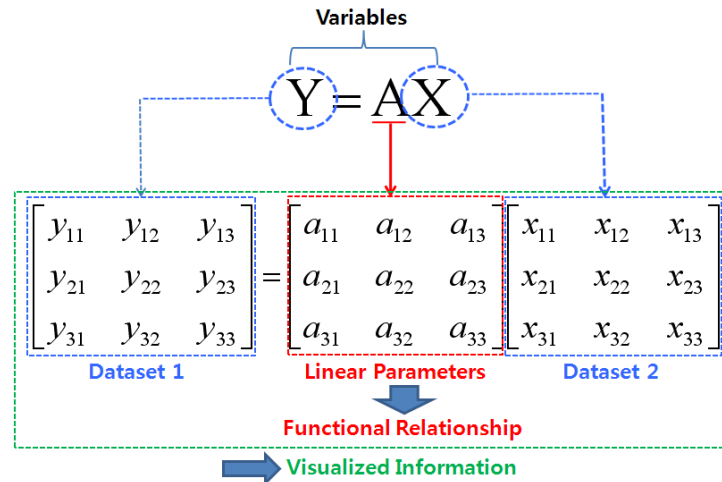 Variables
Y = AX
y11 y12 y13 a11 a12 a13 x11 x12 x13
y21 y22 y23 = a21 a22 a23 x21 x22 x23
y31 y32 y33 a31 a32 a33 x31 x32 x33
Dataset 1 Linear Parameters Dataset 2
Functional Relationship
Visualized Information